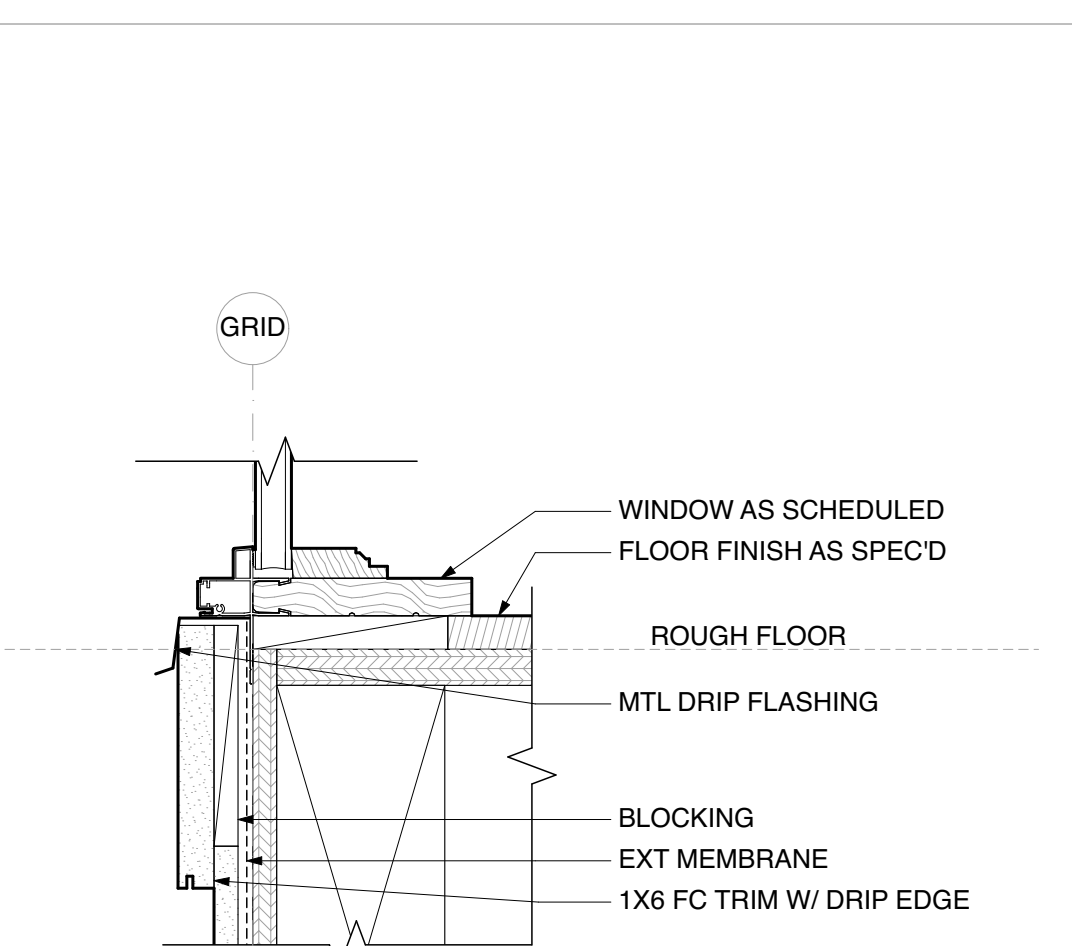 GRID
WINDOW AS SCHEDULED
FLOOR FINISH AS SPEC'D
ROUGH FLOOR
MTL DRIP FLASHING
BLOCKING
EXT MEMBRANE
1X6 FC TRIM W/ DRIP EDGE